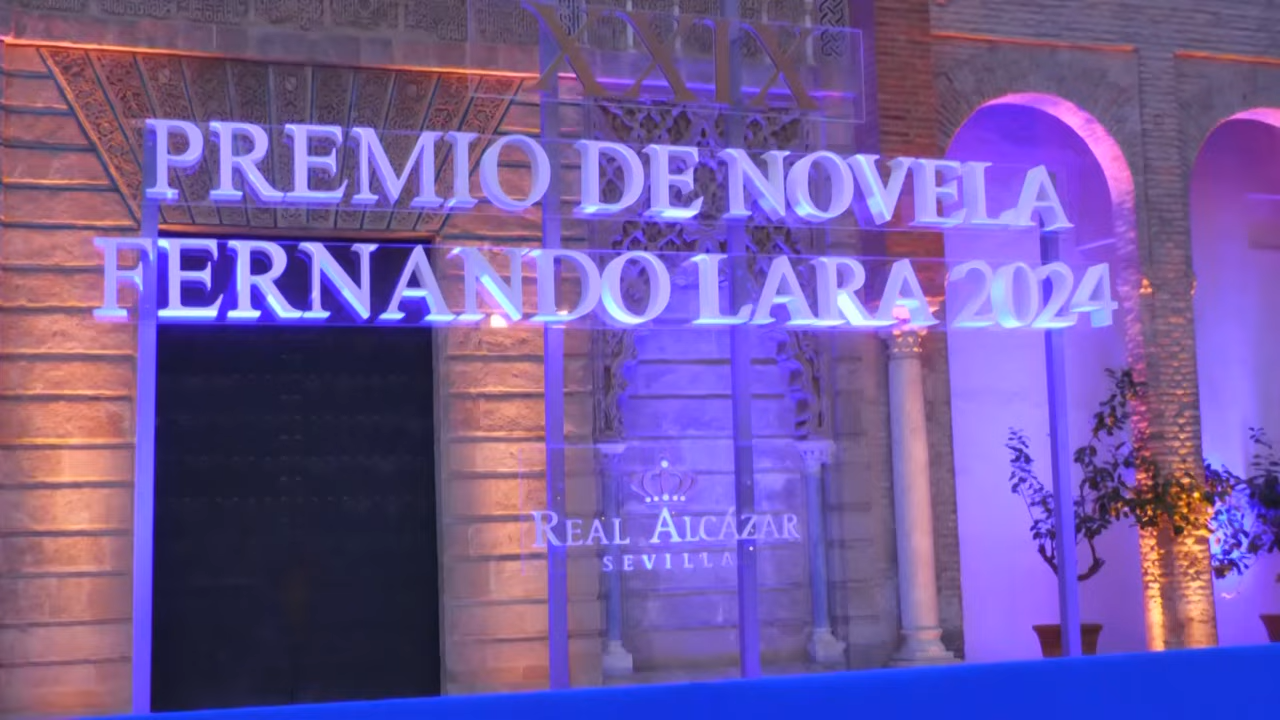 XXIX
PREMIO DE NOVELA
FERNANDO LARA 2024
REAL ALCÁZAR
SEVILLA